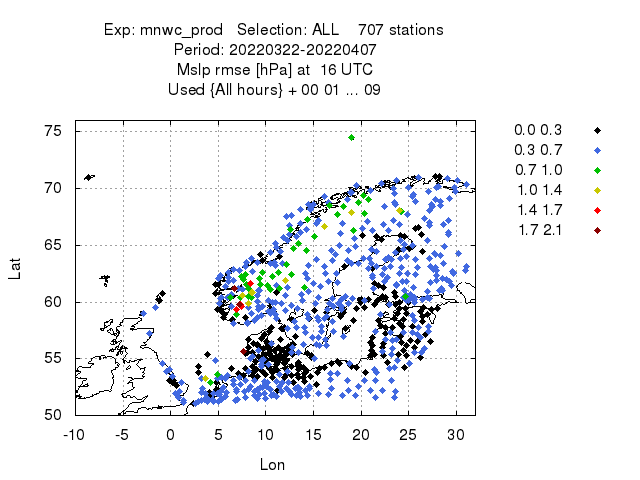 Exp: mnwc_prod   Selection: ALL    707 stations
Period: 20220322-20220407
Mslp rmse [hPa] at  16 UTC
Used {All hours} + 00 01 ... 09
0.0 0.3
0.3 0.7
0.7 1.0
1.0 1.4
1.4 1.7
1.7 2.1
75
70
65
60
55
50
Lat
-10 -5 0 5 10 15 20 25 30
Lon